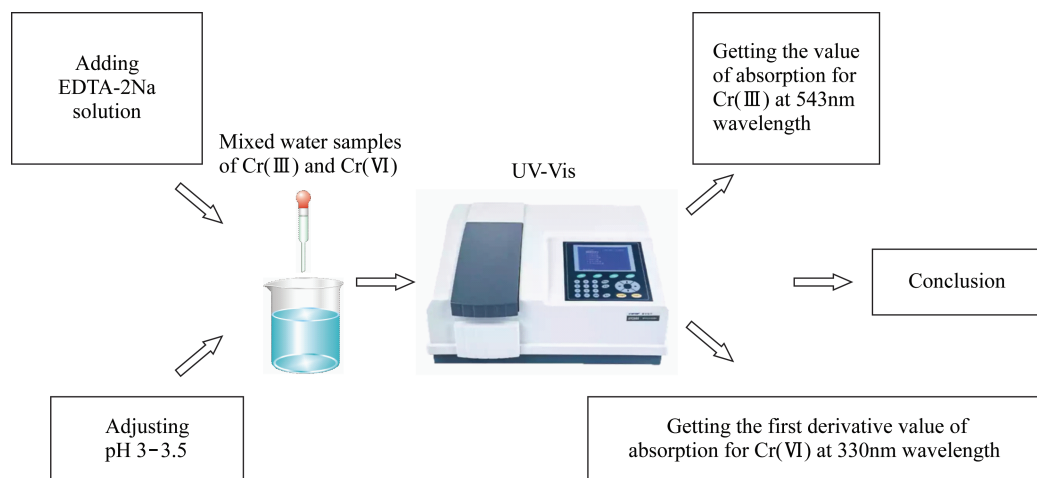 Adding
EDTA-2Na
solution
Mixed water samples
of Cr(Ⅲ) and Cr(Ⅵ)
UV-Vis
Getting the value
of absorption for
Cr(Ⅲ) at 543nm
wavelength
Conclusion
Adjusting
pH 3−3.5
Getting the first derivative value of
absorption for Cr(Ⅵ) at 330nm wavelength